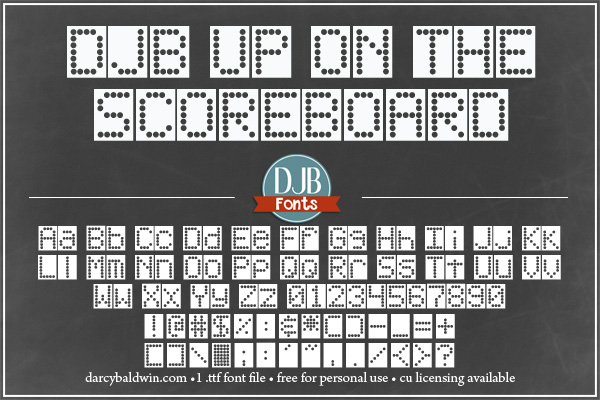 DJB UP ON THE
SCOREBOARD
DJB
Fonts
Aa Bb Cc Dd Ee Ff Gg Hh Ii Jj Kk
Ll Mm Nn Oo Pp Qq Rr Ss Tt Uu Vv
Ww Xx Yy Zz 01234567890
!@#$%:&*()-_=+
[]\█;:'",./<>?
darcybaldwin.com • 1 .ttf font file • free for personal use • cu licensing available